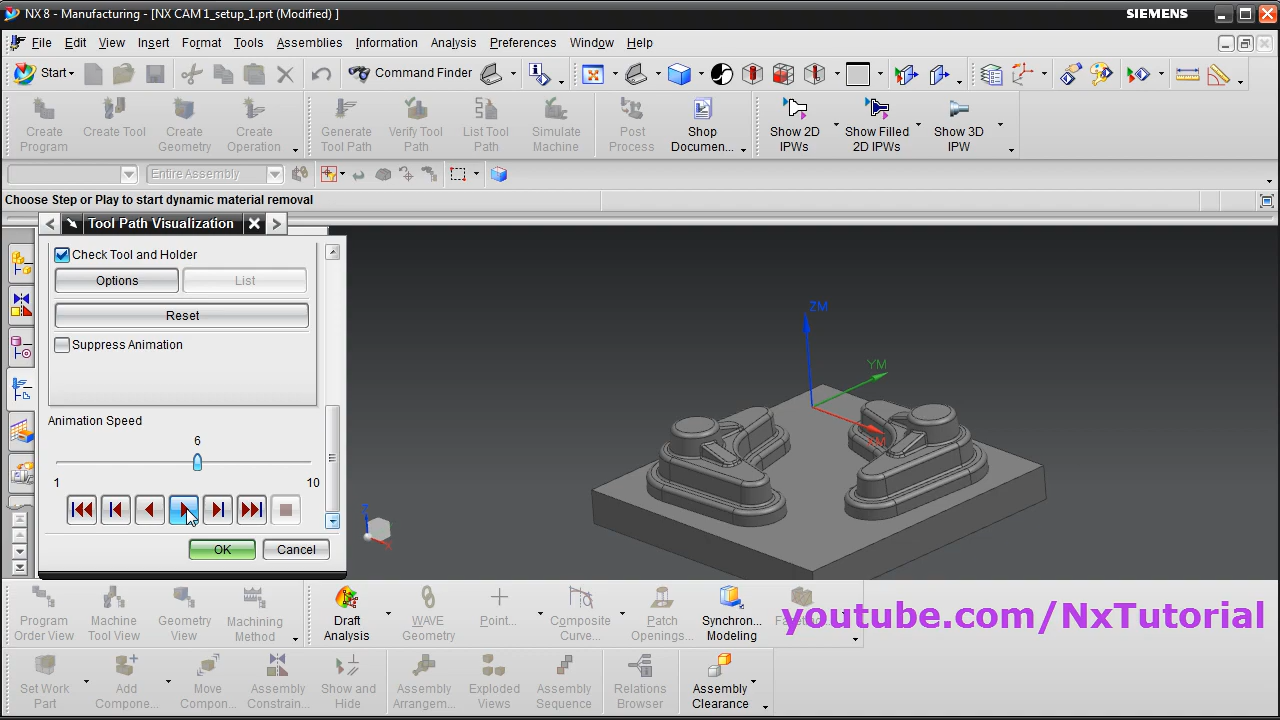 NX 8 - Manufacturing - [NX CAM 1_setup_1.prt (Modified) ]
SIEMENS
File Edit View Insert Format Tools Assemblies Information Analysis Preferences Window Help
Start Command Finder
Create Program
Create Tool
Create Geometry
Create Operation
Generate Tool Path
Verify Tool Path
List Tool Path
Simulate Machine
Post Process
Shop Documen...
Show 2D IPWs
Show Filled 2D IPWs
Show 3D IPW
Entire Assembly
Choose Step or Play to start dynamic material removal
Tool Path Visualization
Check Tool and Holder
Options
List
Reset
Suppress Animation
Animation Speed
6
1
10
OK
Cancel
ZM
YM
XM
Z
X
Program Order View
Machine Tool View
Geometry View
Machining Method
Draft Analysis
WAVE Geometry
Point...
Composite Curve...
Patch Openings...
Synchron... Modeling
youtube.com/NxTutorial
Set Work Part
Add Compone...
Move Compon...
Assembly Constrain...
Show and Hide
Assembly Arrangem...
Exploded Views
Assembly Sequence
Relations Browser
Assembly Clearance